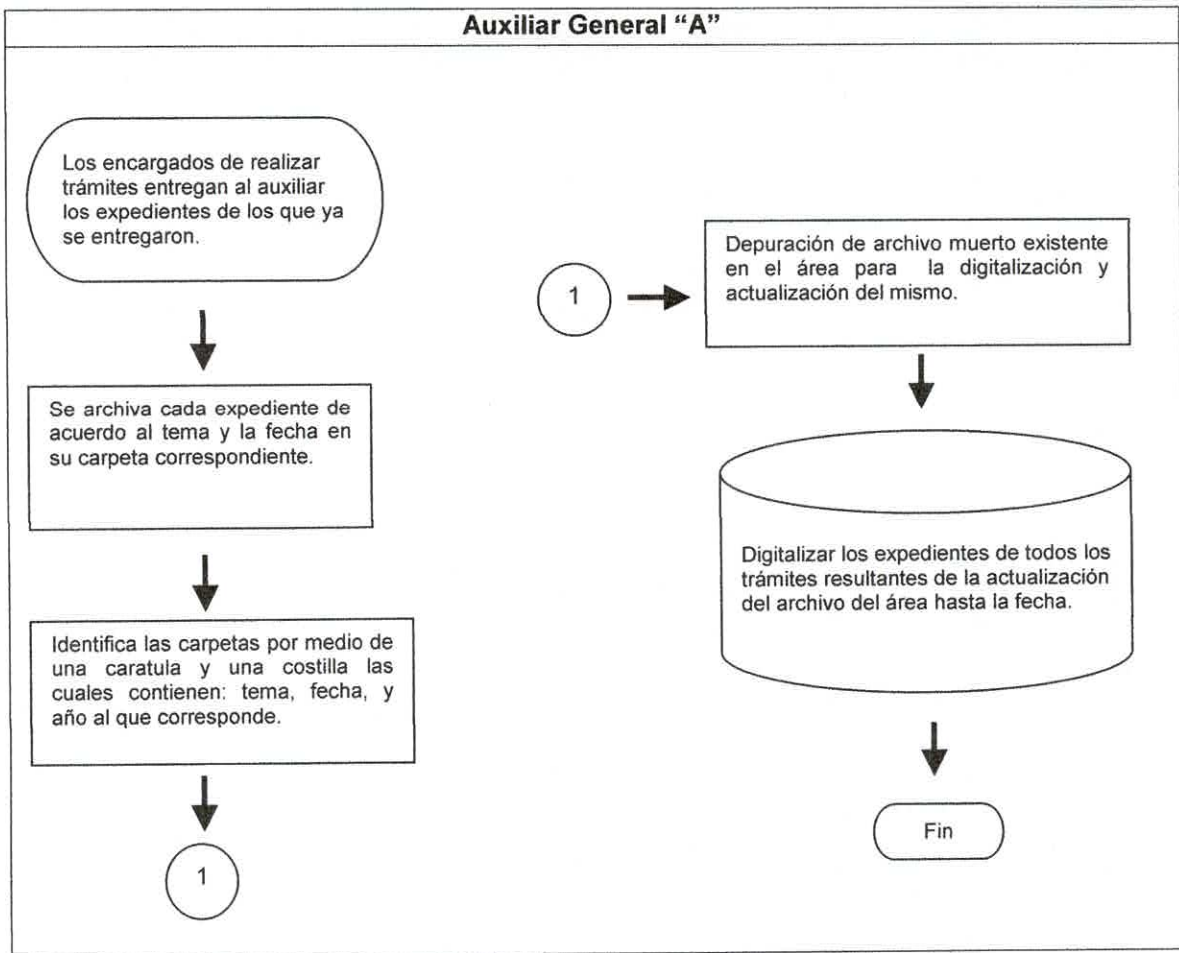 Auxiliar General “A”
Los encargados de realizar
trámites entregan al auxiliar
los expedientes de los que ya
se entregaron.
Se archiva cada expediente de
acuerdo al tema y la fecha en
su carpeta correspondiente.
Identifica las carpetas por medio de
una caratula y una costilla las
cuales contienen: tema, fecha, y
año al que corresponde.
1
1
Depuración de archivo muerto existente
en el área para la digitalización y
actualización del mismo.
Digitalizar los expedientes de todos los
trámites resultantes de la actualización
del archivo del área hasta la fecha.
Fin